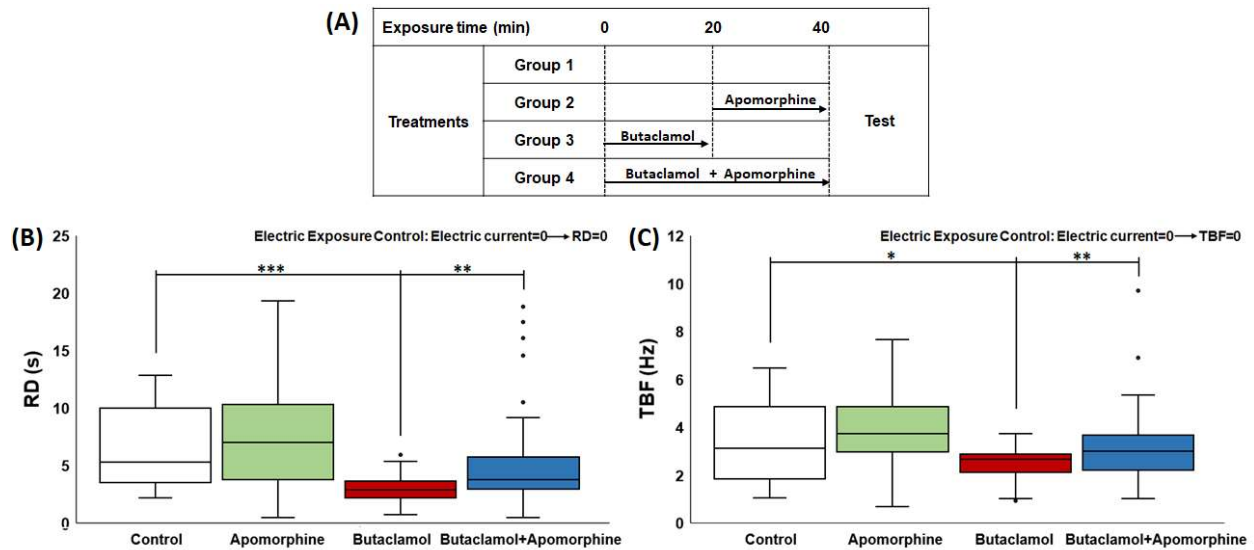 (A)
Exposure time (min) 0 20 40
Treatments
Group 1
Group 2 Apomorphine
Group 3 Butaclamol
Group 4 Butaclamol + Apomorphine
Test
(B)
Electric Exposure Control: Electric current=0→RD=0
25
20
15
10
5
0
RD (s)
***
**
Control Apomorphine Butaclamol Butaclamol+Apomorphine
(C)
Electric Exposure Control: Electric current=0→TBF=0
12
10
8
6
4
2
0
TBF (Hz)
*
**
Control Apomorphine Butaclamol Butaclamol+Apomorphine